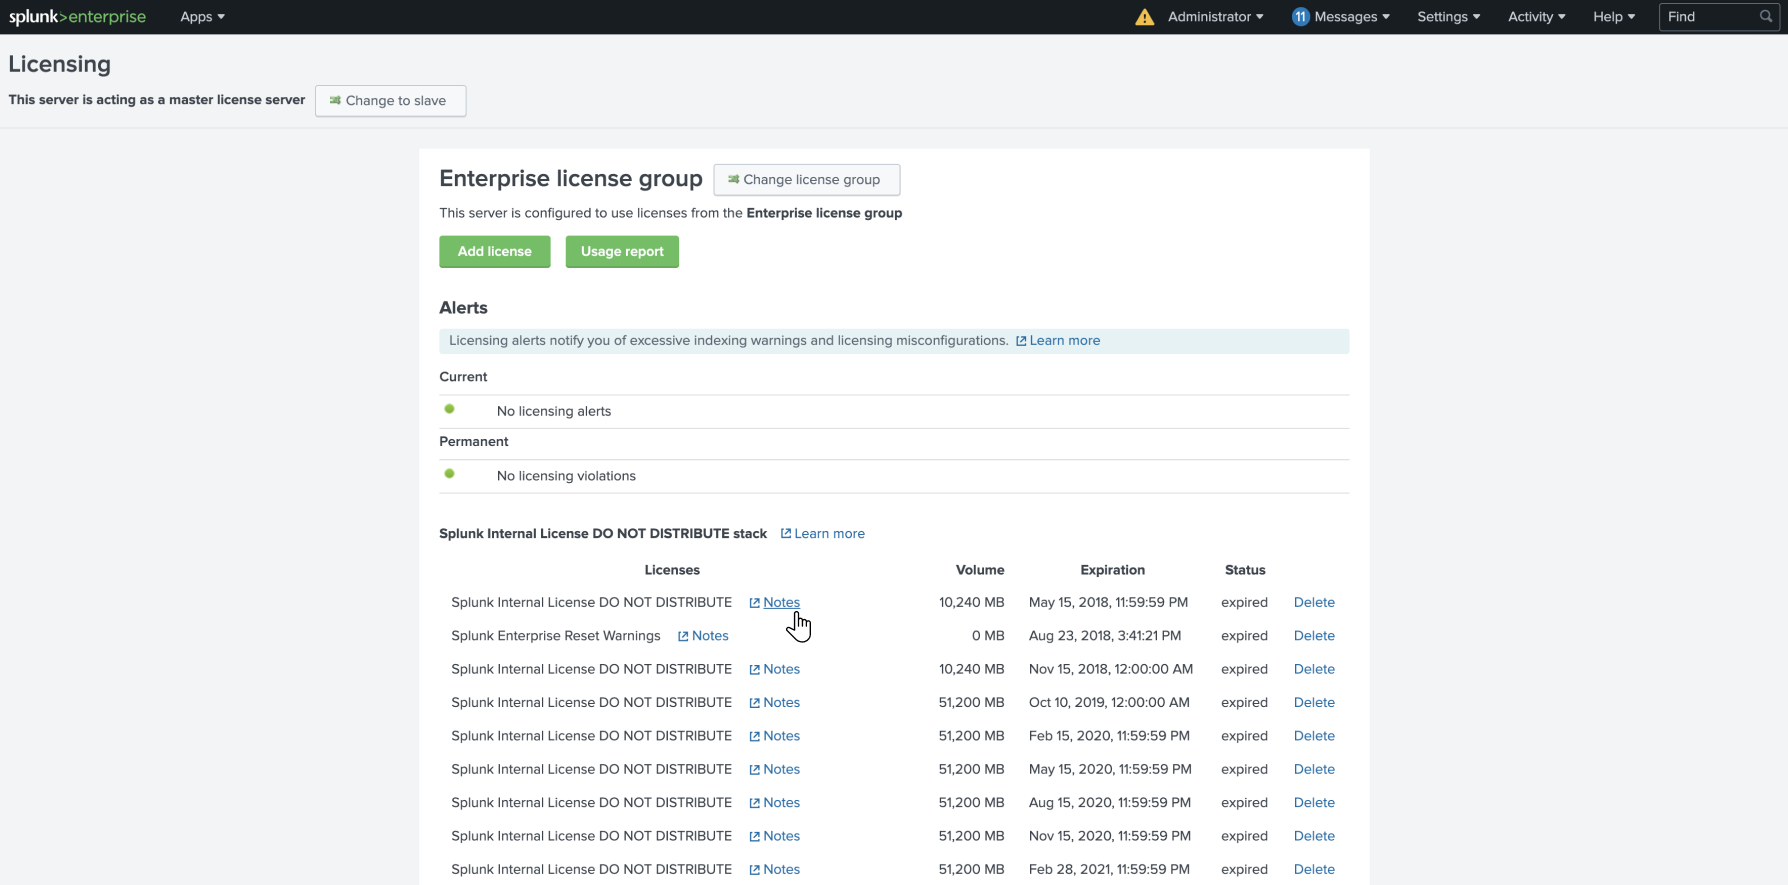 splunk>enterprise Apps Administrator 11 Messages Settings Activity Help Find
Licensing
This server is acting as a master license server Change to slave
Enterprise license group Change license group
This server is configured to use licenses from the Enterprise license group
Add license Usage report
Alerts
Licensing alerts notify you of excessive indexing warnings and licensing misconfigurations. Learn more
Current
No licensing alerts
Permanent
No licensing violations
Splunk Internal License DO NOT DISTRIBUTE stack Learn more
Licenses Volume Expiration Status
Splunk Internal License DO NOT DISTRIBUTE Notes 10,240 MB May 15, 2018, 11:59:59 PM expired Delete
Splunk Enterprise Reset Warnings Notes 0 MB Aug 23, 2018, 3:41:21 PM expired Delete
Splunk Internal License DO NOT DISTRIBUTE Notes 10,240 MB Nov 15, 2018, 12:00:00 AM expired Delete
Splunk Internal License DO NOT DISTRIBUTE Notes 51,200 MB Oct 10, 2019, 12:00:00 AM expired Delete
Splunk Internal License DO NOT DISTRIBUTE Notes 51,200 MB Feb 15, 2020, 11:59:59 PM expired Delete
Splunk Internal License DO NOT DISTRIBUTE Notes 51,200 MB May 15, 2020, 11:59:59 PM expired Delete
Splunk Internal License DO NOT DISTRIBUTE Notes 51,200 MB Aug 15, 2020, 11:59:59 PM expired Delete
Splunk Internal License DO NOT DISTRIBUTE Notes 51,200 MB Nov 15, 2020, 11:59:59 PM expired Delete
Splunk Internal License DO NOT DISTRIBUTE Notes 51,200 MB Feb 28, 2021, 11:59:59 PM expired Delete